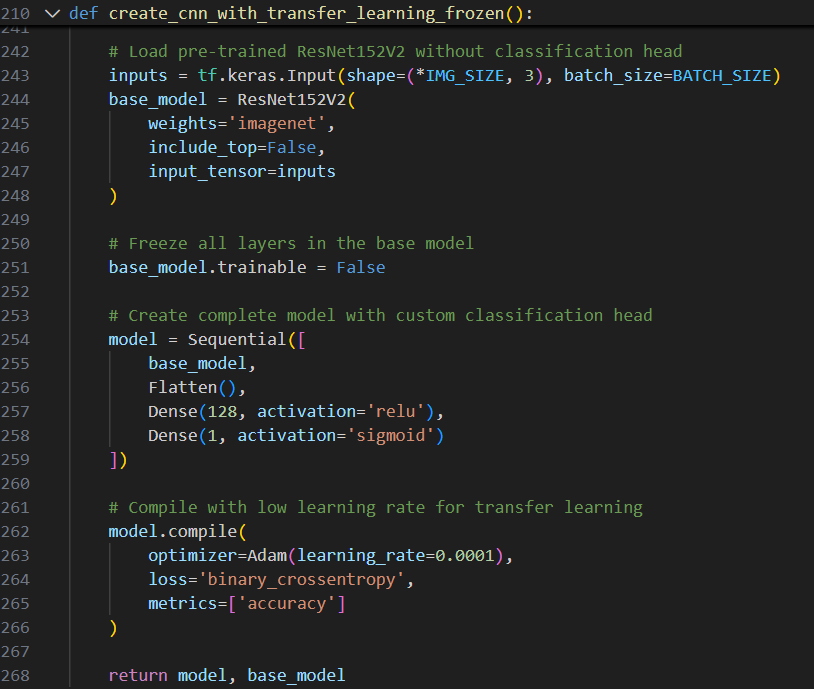 210 def create_cnn_with_transfer_learning_frozen():
241
242 # Load pre-trained ResNet152V2 without classification head
243 inputs = tf.keras.Input(shape=(*IMG_SIZE, 3), batch_size=BATCH_SIZE)
244 base_model = ResNet152V2(
245 weights='imagenet',
246 include_top=False,
247 input_tensor=inputs
248 )
249
250 # Freeze all layers in the base model
251 base_model.trainable = False
252
253 # Create complete model with custom classification head
254 model = Sequential([
255 base_model,
256 Flatten(),
257 Dense(128, activation='relu'),
258 Dense(1, activation='sigmoid')
259 ])
260
261 # Compile with low learning rate for transfer learning
262 model.compile(
263 optimizer=Adam(learning_rate=0.0001),
264 loss='binary_crossentropy',
265 metrics=['accuracy']
266 )
267
268 return model, base_model